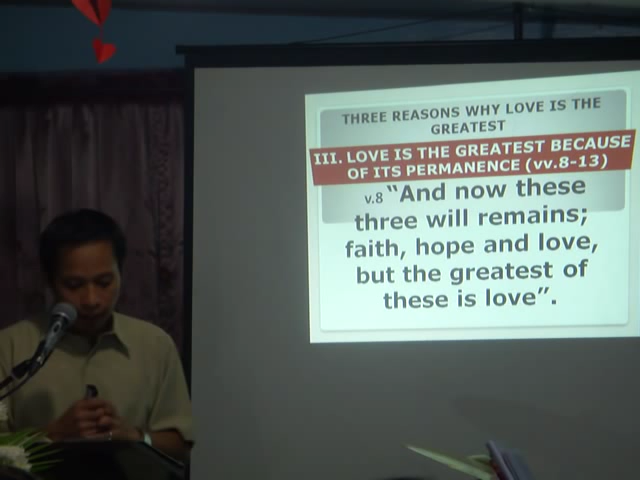 THREE REASONS WHY LOVE IS THE
GREATEST
III. LOVE IS THE GREATEST BECAUSE
OF ITS PERMANENCE (vv.8-13)
v.8 "And now these
three will remains;
faith, hope and love,
but the greatest of
these is love".